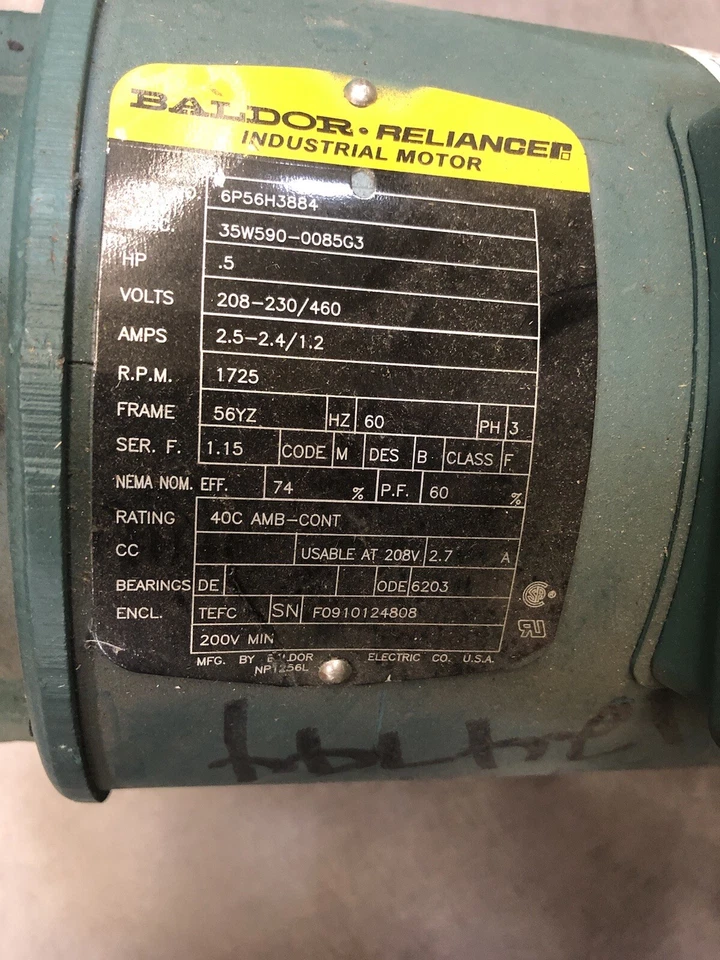 BALDOR • RELIANCER
INDUSTRIAL MOTOR
6P56H3884
35W590-0085G3
HP .5
VOLTS 208-230/460
AMPS 2.5-2.4/1.2
R.P.M. 1725
FRAME 56YZ HZ 60 PH 3
SER. F. 1.15 CODE M DES B CLASS F
NEMA NOM. EFF. 74 % P.F. 60 %
RATING 40C AMB-CONT
CC USABLE AT 208V 2.7 A
BEARINGS DE ODE 6203
ENCL. TEFC SN F0910124808
200V MIN
MFG. BY BALDOR ELECTRIC CO. U.S.A.
NP1256L